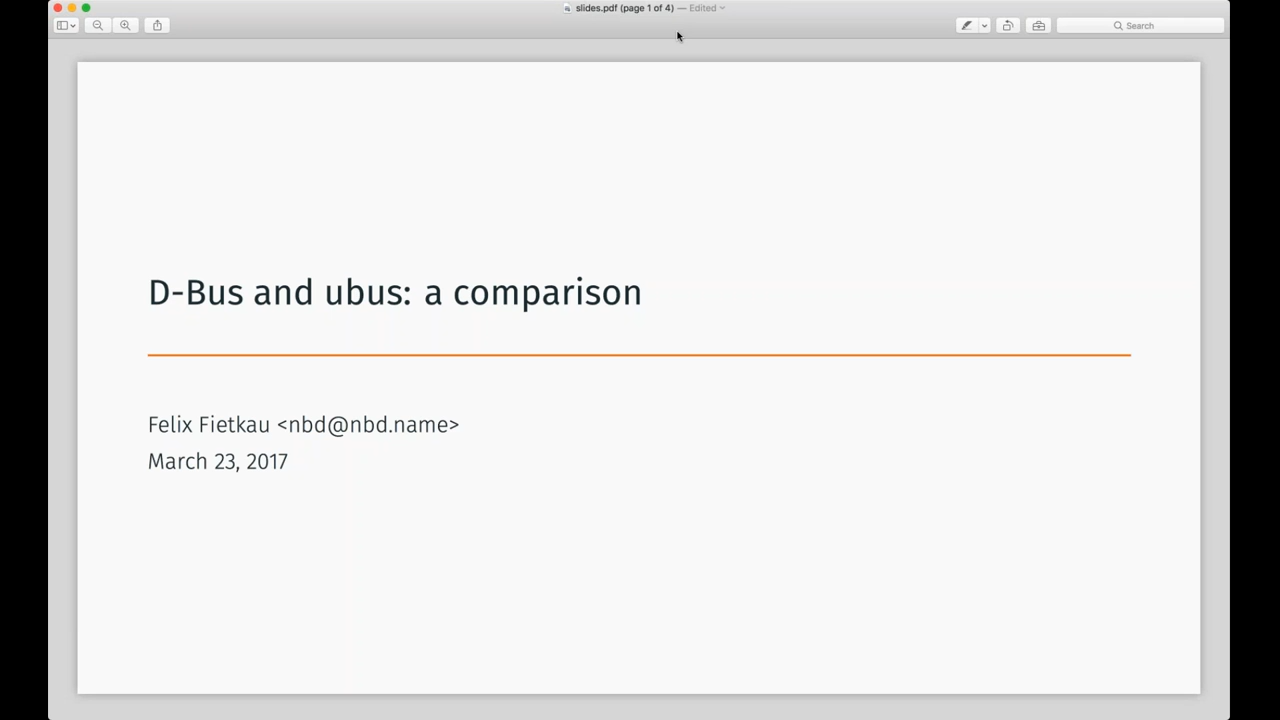 slides.pdf (page 1 of 4) — Edited
Search
D-Bus and ubus: a comparison
Felix Fietkau <nbd@nbd.name>
March 23, 2017